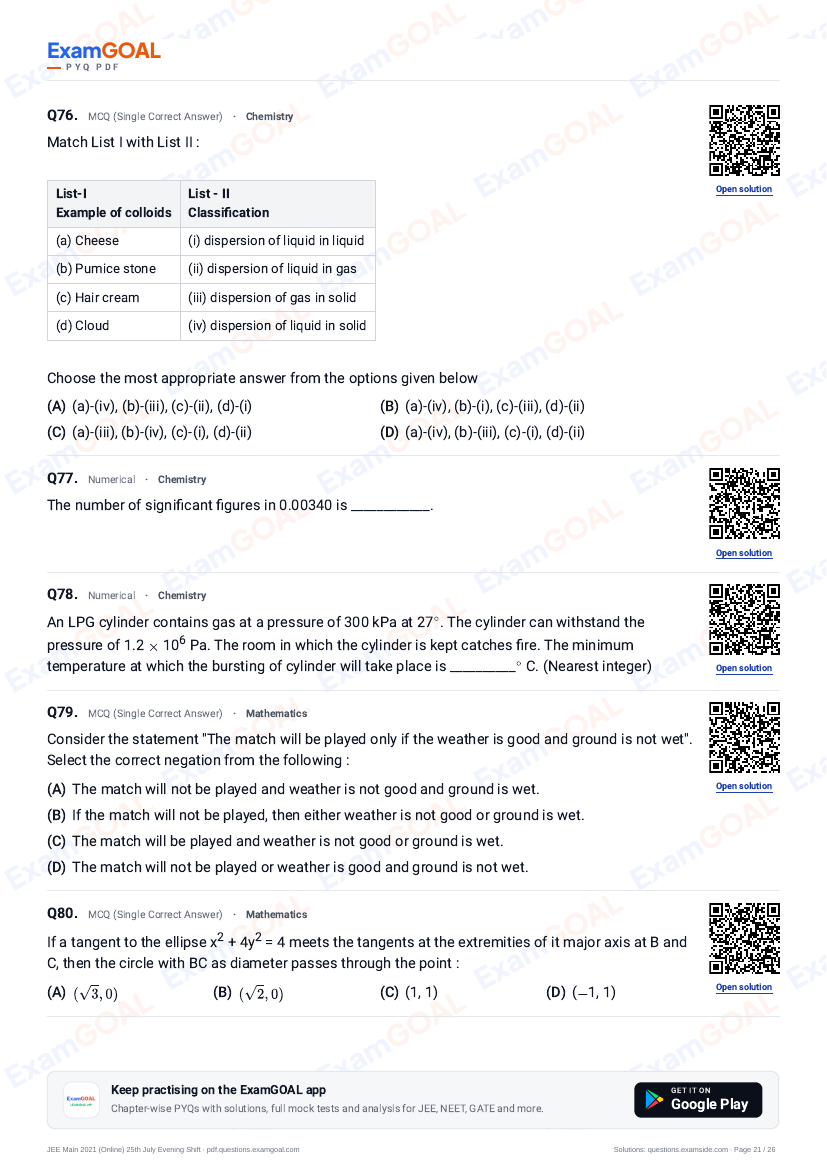 ExamGOAL
PYQ PDF
Q76. MCQ (Single Correct Answer) · Chemistry
Match List I with List II :
List-I List - II
Example of colloids Classification
(a) Cheese (i) dispersion of liquid in liquid
(b) Pumice stone (ii) dispersion of liquid in gas
(c) Hair cream (iii) dispersion of gas in solid
(d) Cloud (iv) dispersion of liquid in solid
Open solution
Choose the most appropriate answer from the options given below
(A) (a)-(iv), (b)-(iii), (c)-(ii), (d)-(i) (B) (a)-(iv), (b)-(i), (c)-(iii), (d)-(ii)
(C) (a)-(iii), (b)-(iv), (c)-(i), (d)-(ii) (D) (a)-(iv), (b)-(iii), (c)-(i), (d)-(ii)
Q77. Numerical · Chemistry
The number of significant figures in 0.00340 is ____________.
Open solution
Q78. Numerical · Chemistry
An LPG cylinder contains gas at a pressure of 300 kPa at 27°. The cylinder can withstand the
pressure of 1.2 × 10⁶ Pa. The room in which the cylinder is kept catches fire. The minimum
temperature at which the bursting of cylinder will take place is __________° C. (Nearest integer)
Open solution
Q79. MCQ (Single Correct Answer) · Mathematics
Consider the statement "The match will be played only if the weather is good and ground is not wet".
Select the correct negation from the following :
(A) The match will not be played and weather is not good and ground is wet.
(B) If the match will not be played, then either weather is not good or ground is wet.
(C) The match will be played and weather is not good or ground is wet.
(D) The match will not be played or weather is good and ground is not wet.
Open solution
Q80. MCQ (Single Correct Answer) · Mathematics
If a tangent to the ellipse x² + 4y² = 4 meets the tangents at the extremities of it major axis at B and
C, then the circle with BC as diameter passes through the point :
(A) (√3, 0) (B) (√2, 0) (C) (1, 1) (D) (−1, 1)
Open solution
ExamGOAL
Keep practising on the ExamGOAL app
Chapter-wise PYQs with solutions, full mock tests and analysis for JEE, NEET, GATE and more.
GET IT ON
Google Play
JEE Main 2021 (Online) 25th July Evening Shift · pdf.questions.examgoal.com Solutions: questions.examside.com · Page 21 / 26